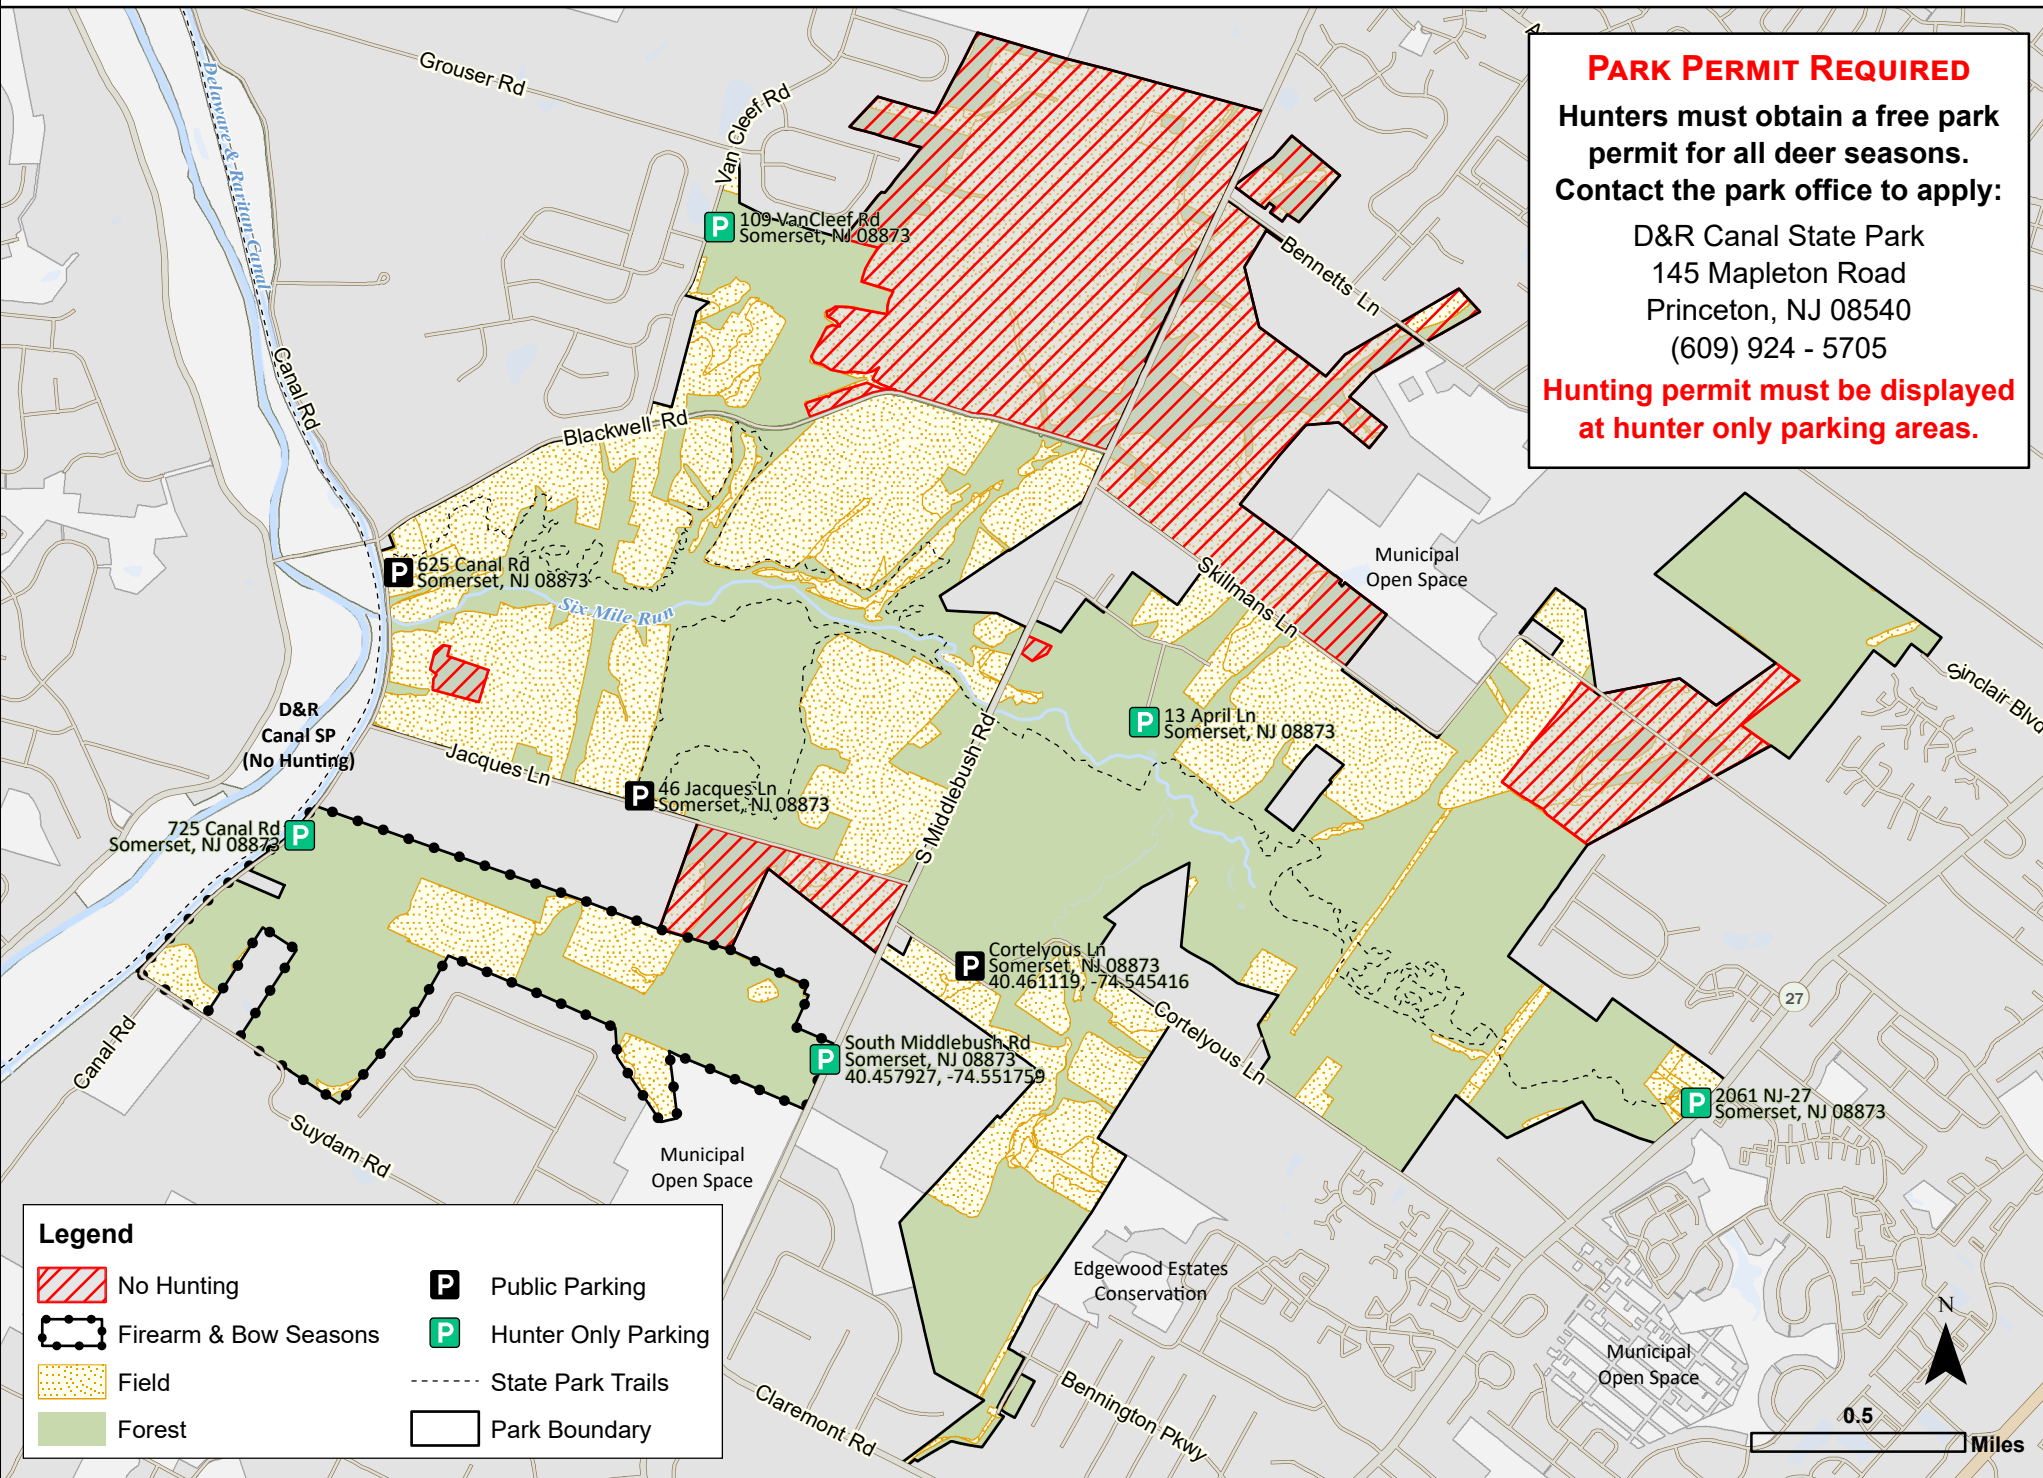 Grouser Rd
Van Cleef Rd
Delaware & Raritan Canal
Canal Rd
PARK PERMIT REQUIRED
Hunters must obtain a free park
permit for all deer seasons.
Contact the park office to apply:
D&R Canal State Park
145 Mapleton Road
Princeton, NJ 08540
(609) 924 - 5705
Hunting permit must be displayed
at hunter only parking areas.
P
109 VanCleef Rd
Somerset, NJ 08873
Bennetts Ln
Blackwell Rd
P
625 Canal Rd
Somerset, NJ 08873
Six Mile Run
Skillmans Ln
Municipal
Open Space
Sinclair Blvd
D&R
Canal SP
(No Hunting)
Jacques Ln
S Middlebush Rd
P
13 April Ln
Somerset, NJ 08873
P
46 Jacques Ln
Somerset, NJ 08873
725 Canal Rd
Somerset, NJ 08873
P
P
Cortelyous Ln
Somerset, NJ 08873
40.461119, -74.545416
Cortelyous Ln
27
P
South Middlebush Rd
Somerset, NJ 08873
40.457927, -74.551759
P
2061 NJ-27
Somerset, NJ 08873
Canal Rd
Suydam Rd
Municipal
Open Space
Edgewood Estates
Conservation
Municipal
Open Space
Claremont Rd
Bennington Pkwy
N
0.5
Miles
Legend
No Hunting
Firearm & Bow Seasons
Field
Forest
P
Public Parking
P
Hunter Only Parking
State Park Trails
Park Boundary